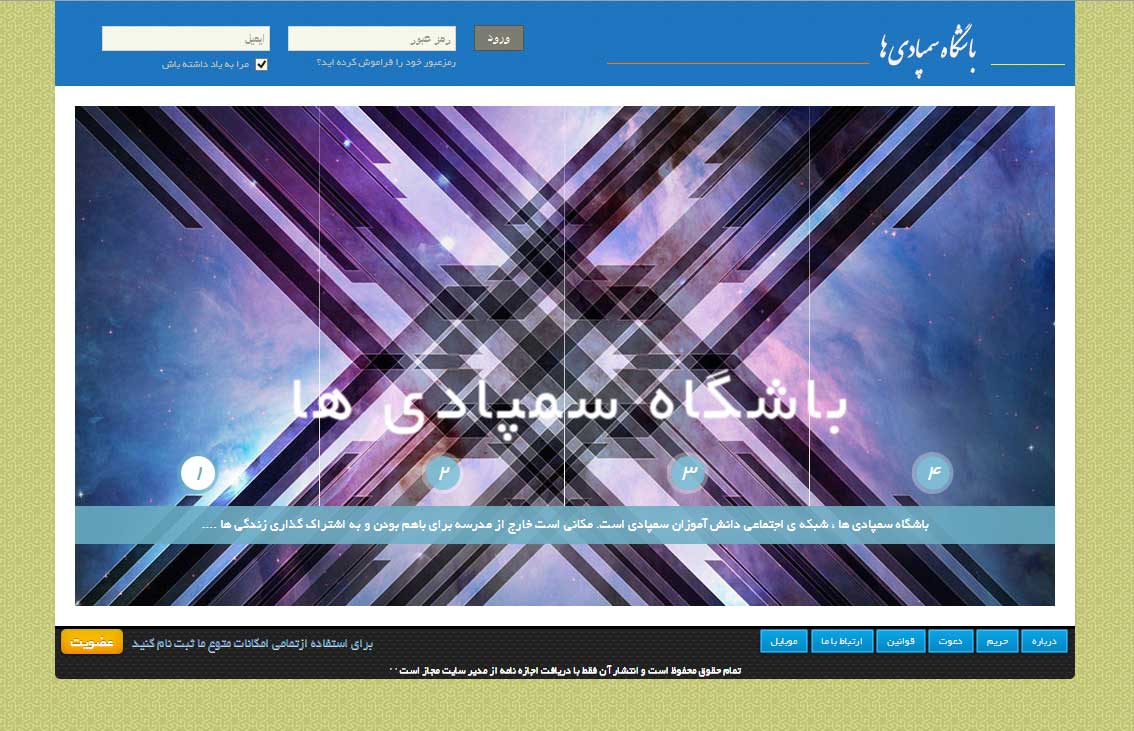 باشگاه سمپادی ها
ورود
رمز عبور
ایمیل
رمزعبور خود را فراموش کرده اید؟
مرا به یاد داشته باش
باشگاه سمپادی ها
۱
۲
۳
۴
باشگاه سمپادی ها ، شبکه ی اجتماعی دانش آموزان سمپادی است. مکانی است خارج از مدرسه برای باهم بودن و به اشتراک گذاری زندگی ها ....
درباره
حریم
دعوت
قوانین
ارتباط با ما
موبایل
برای استفاده ازتمامی امکانات متوع ما ثبت نام کنید
عضویت
تمام حقوق محفوظ است و انتشار آن فقط با دریافت اجازه نامه از مدیر سایت مجاز است